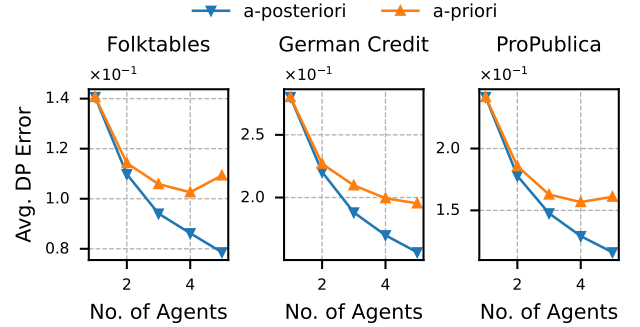 a-posteriori a-priori
Folktables German Credit ProPublica
×10⁻¹ ×10⁻¹ ×10⁻¹
Avg. DP Error
1.4
1.2
1.0
0.8
2.5
2.0
2.0
1.5
2 4 2 4 2 4
No. of Agents No. of Agents No. of Agents